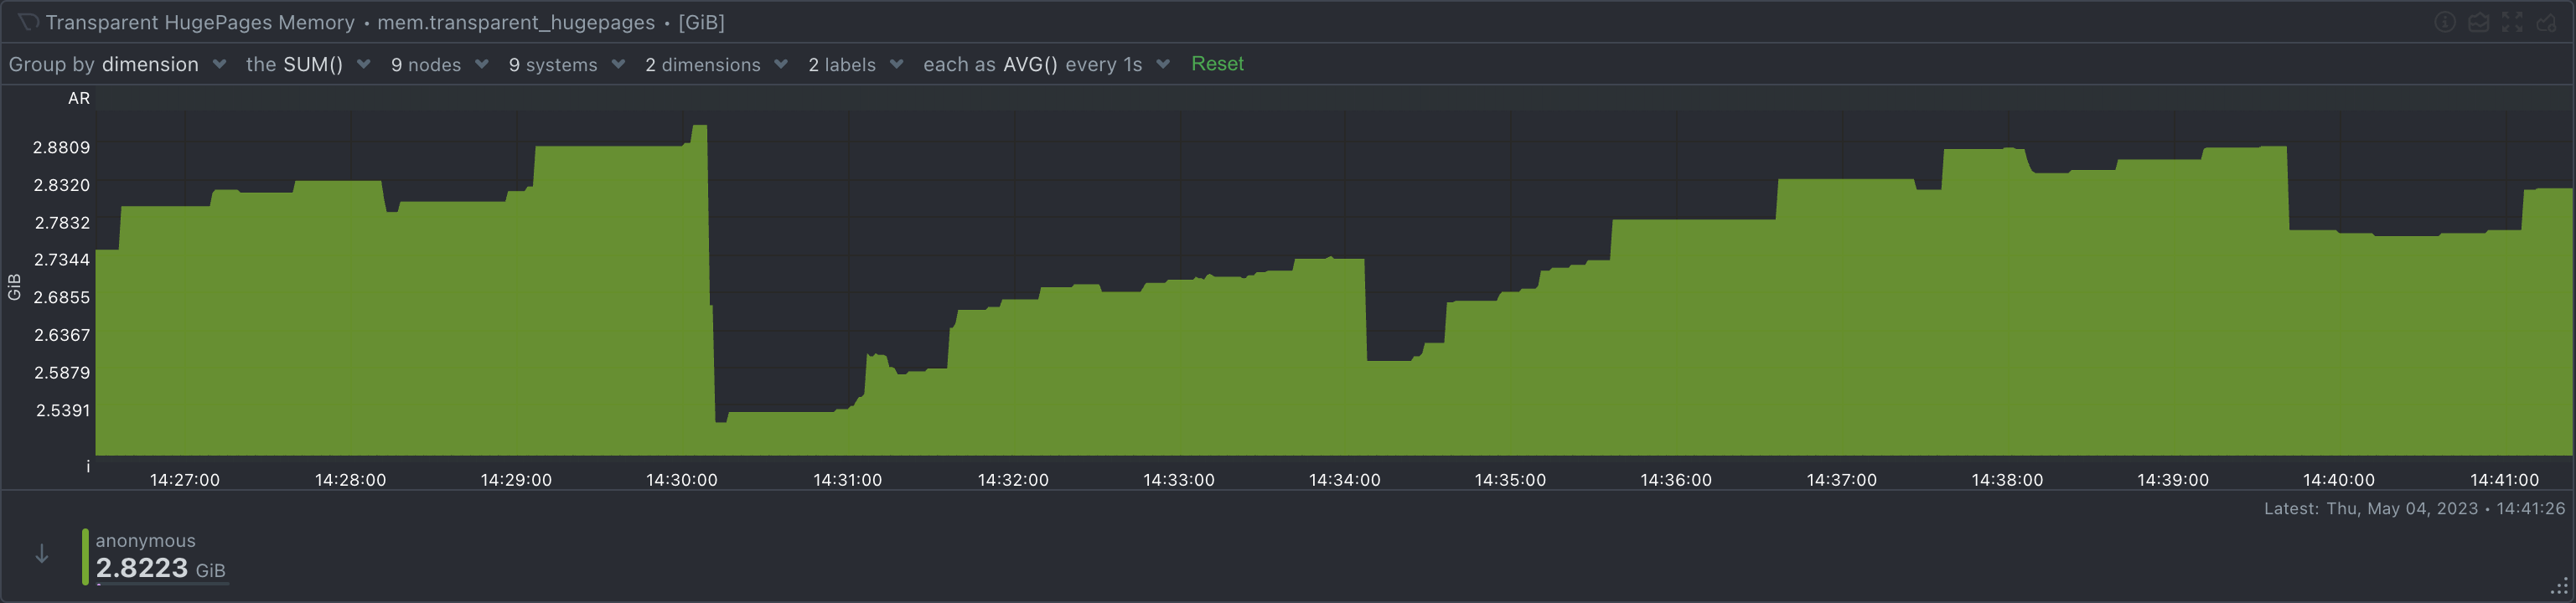 Transparent HugePages Memory • mem.transparent_hugepages • [GiB]
Group by dimension the SUM() 9 nodes 9 systems 2 dimensions 2 labels each as AVG() every 1s Reset
AR
2.8809
2.8320
2.7832
2.7344
2.6855
2.6367
2.5879
2.5391
GiB
i
14:27:00 14:28:00 14:29:00 14:30:00 14:31:00 14:32:00 14:33:00 14:34:00 14:35:00 14:36:00 14:37:00 14:38:00 14:39:00 14:40:00 14:41:00
Latest: Thu, May 04, 2023 • 14:41:26
anonymous
2.8223 GiB